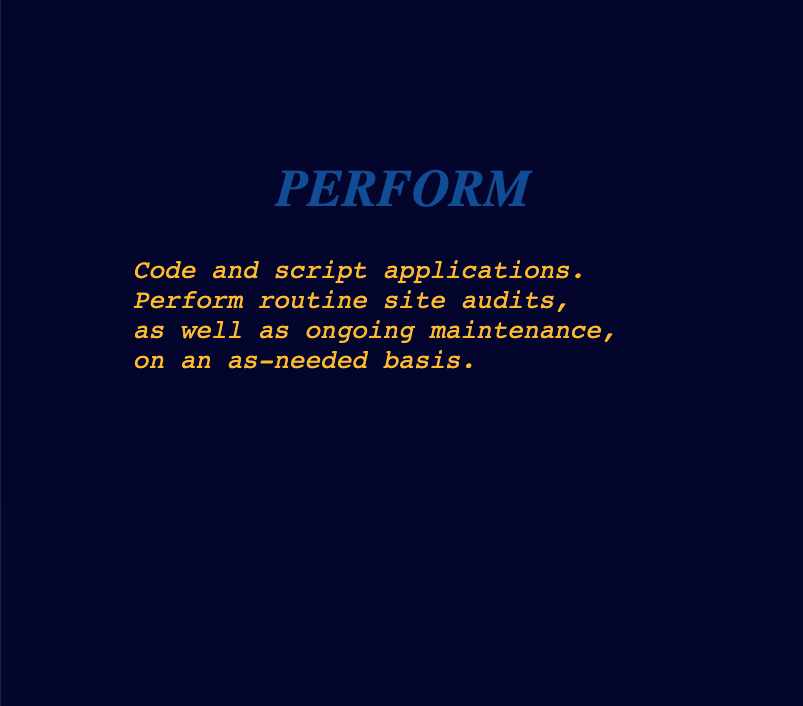 PERFORM
Code and script applications.
Perform routine site audits,
as well as ongoing maintenance,
on an as-needed basis.